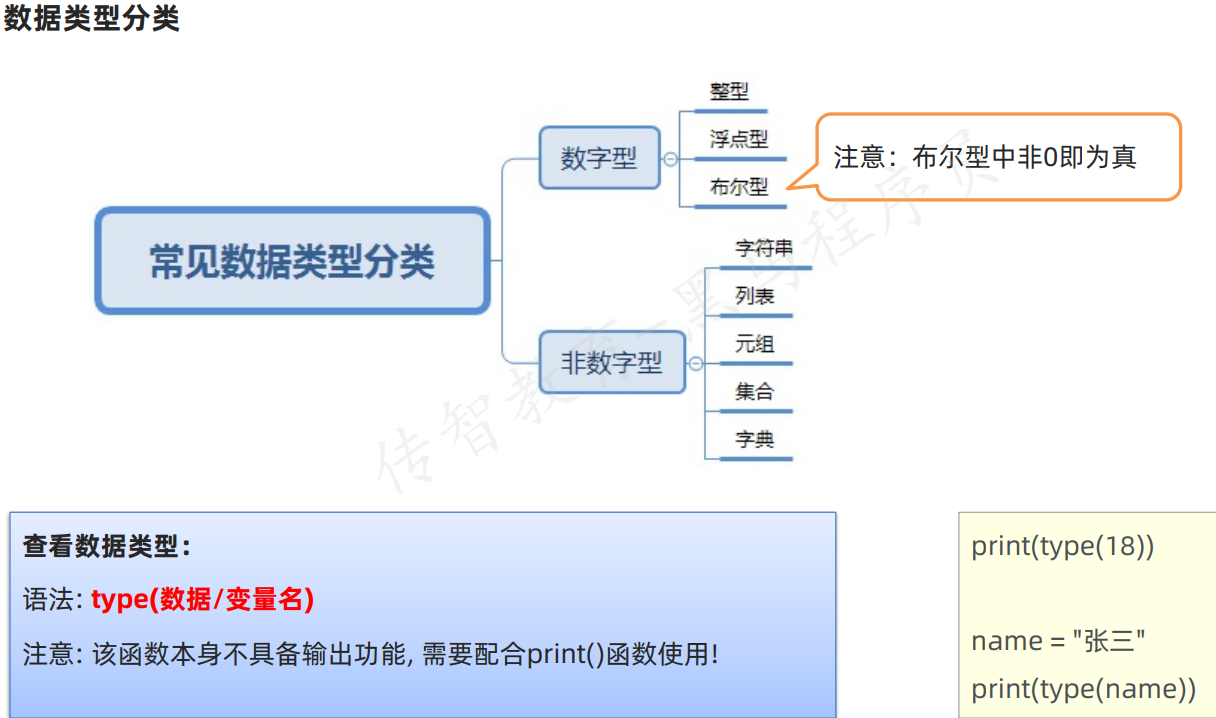 数据类型分类
整型
数字型
浮点型
注意：布尔型中非0即为真
布尔型
常见数据类型分类
字符串
列表
非数字型
元组
集合
字典
传智教育-黑马程序员
查看数据类型：
语法: type(数据/变量名)
注意: 该函数本身不具备输出功能, 需要配合print()函数使用!
print(type(18))
name = "张三"
print(type(name))